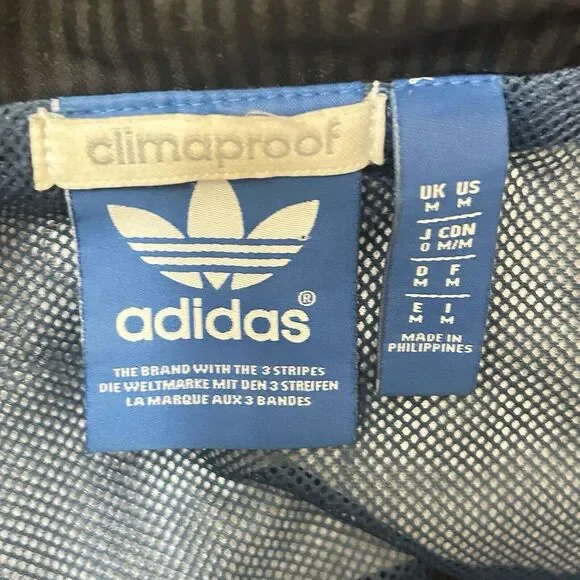 climaproof
adidas®
THE BRAND WITH THE 3 STRIPES
DIE WELTMARKE MIT DEN 3 STREIFEN
LA MARQUE AUX 3 BANDES
UK US
M M
J CDN
O M/M
D F
M M
E I
M M
MADE IN
PHILIPPINES